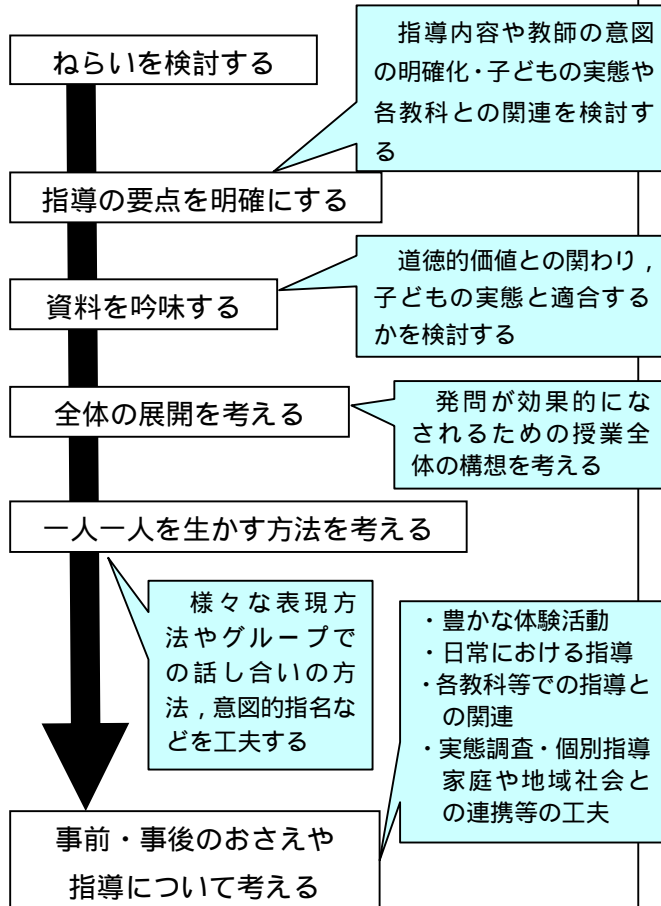 ねらいを検討する
指導内容や教師の意図
の明確化・子どもの実態や
各教科との関連を検討す
る
指導の要点を明確にする
資料を吟味する
道徳的価値との関わり，
子どもの実態と適合する
かを検討する
全体の展開を考える
発問が効果的にな
されるための授業全
体の構想を考える
一人一人を生かす方法を考える
様々な表現方
法やグループで
の話し合いの方
法，意図的指名な
どを工夫する
・豊かな体験活動
・日常における指導
・各教科等での指導と
の関連
・実態調査・個別指導
家庭や地域社会と
の連携等の工夫
事前・事後のおさえや
指導について考える